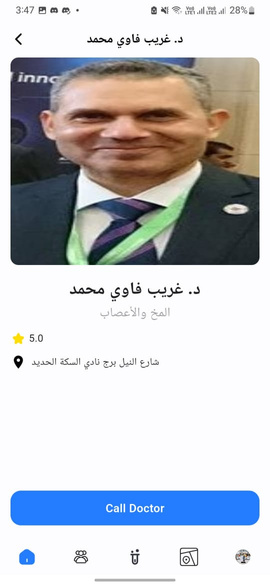 3:47
28%
د. غريب فاوي محمد
inno
د. غريب فاوي محمد
المخ والأعصاب
5.0
شارع النيل برج نادي السكة الحديد
Call Doctor